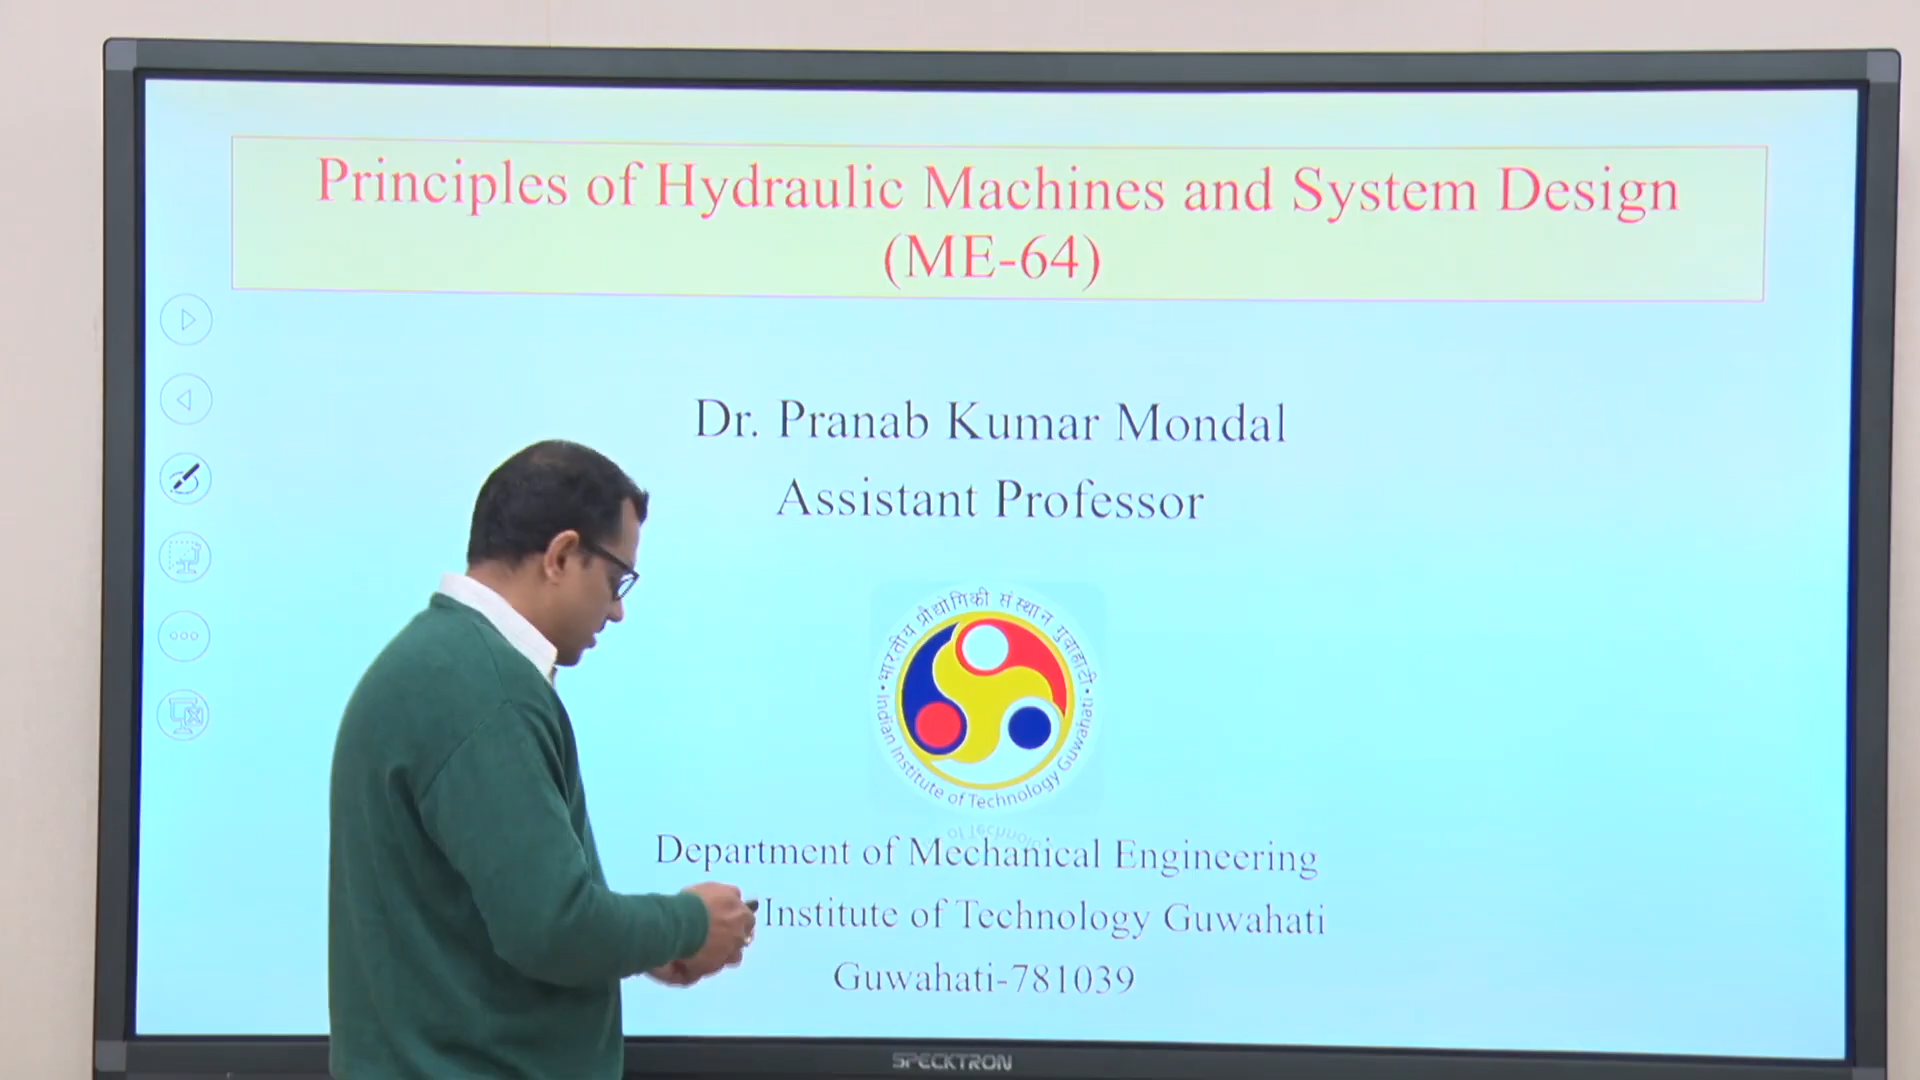 Principles of Hydraulic Machines and System Design
(ME-64)
Dr. Pranab Kumar Mondal
Assistant Professor
भारतीय प्रौद्योगिकी संस्थान गुवाहाटी
Indian Institute of Technology Guwahati
Department of Mechanical Engineering
Institute of Technology Guwahati
Guwahati-781039
SPECKTRON